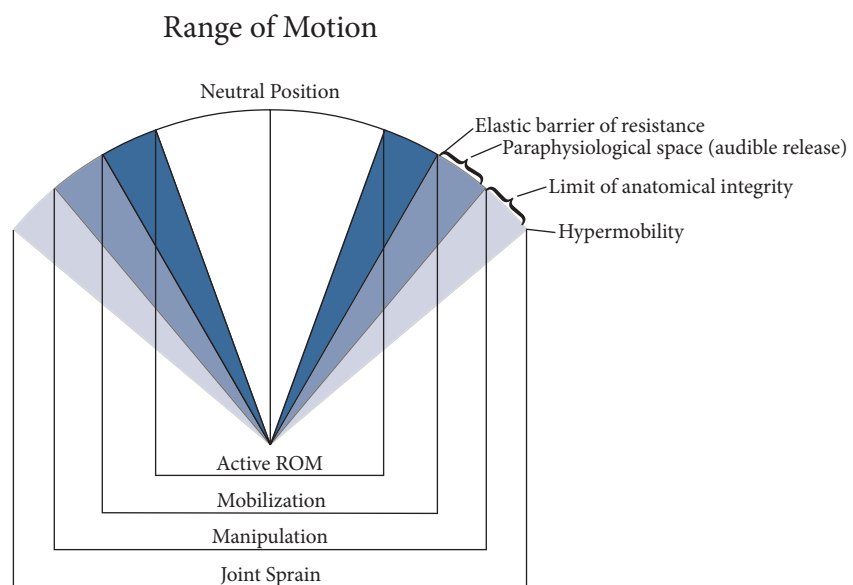 Range of Motion
Neutral Position
Elastic barrier of resistance
Paraphysiological space (audible release)
Limit of anatomical integrity
Hypermobility
Active ROM
Mobilization
Manipulation
Joint Sprain